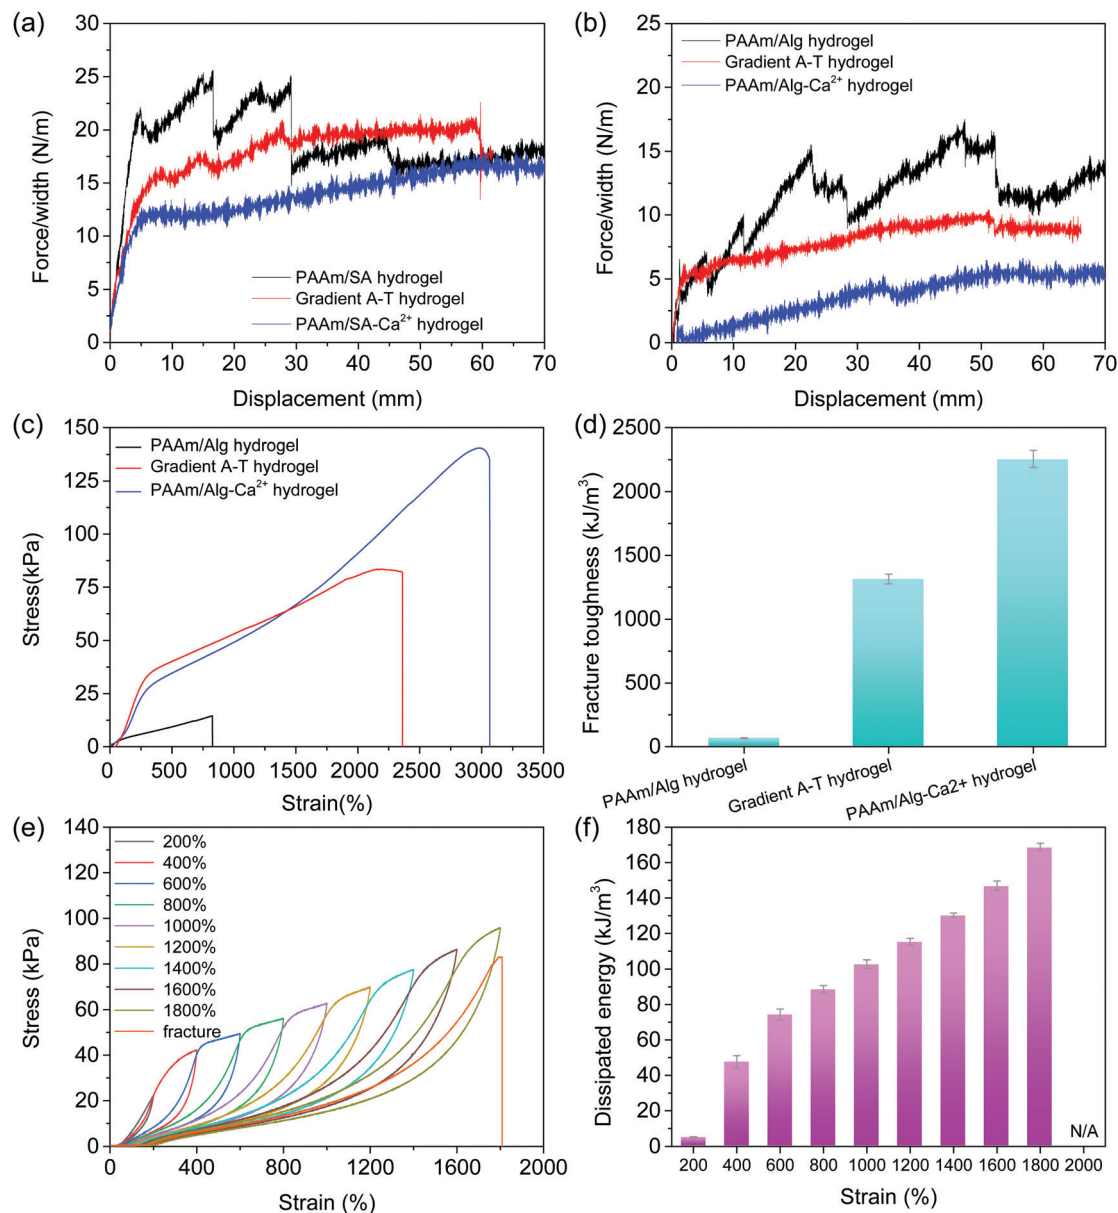 (a)
30
25
20
15
10
5
0
Force/width (N/m)
PAAm/SA hydrogel
Gradient A-T hydrogel
PAAm/SA-Ca²⁺ hydrogel
0 10 20 30 40 50 60 70
Displacement (mm)
(b)
25
20
15
10
5
0
Force/width (N/m)
PAAm/Alg hydrogel
Gradient A-T hydrogel
PAAm/Alg-Ca²⁺ hydrogel
0 10 20 30 40 50 60 70
Displacement (mm)
(c)
150
125
100
75
50
25
0
Stress(kPa)
PAAm/Alg hydrogel
Gradient A-T hydrogel
PAAm/Alg-Ca²⁺ hydrogel
0 500 1000 1500 2000 2500 3000 3500
Strain(%)
(d)
2500
2000
1500
1000
500
0
Fracture toughness (kJ/m³)
PAAm/Alg hydrogel
Gradient A-T hydrogel
PAAm/Alg-Ca2+ hydrogel
(e)
140
120
100
80
60
40
20
0
Stress (kPa)
200%
400%
600%
800%
1000%
1200%
1400%
1600%
1800%
fracture
0 400 800 1200 1600 2000
Strain (%)
(f)
180
160
140
120
100
80
60
40
20
0
Dissipated energy (kJ/m³)
N/A
200 400 600 800 1000 1200 1400 1600 1800 2000
Strain (%)